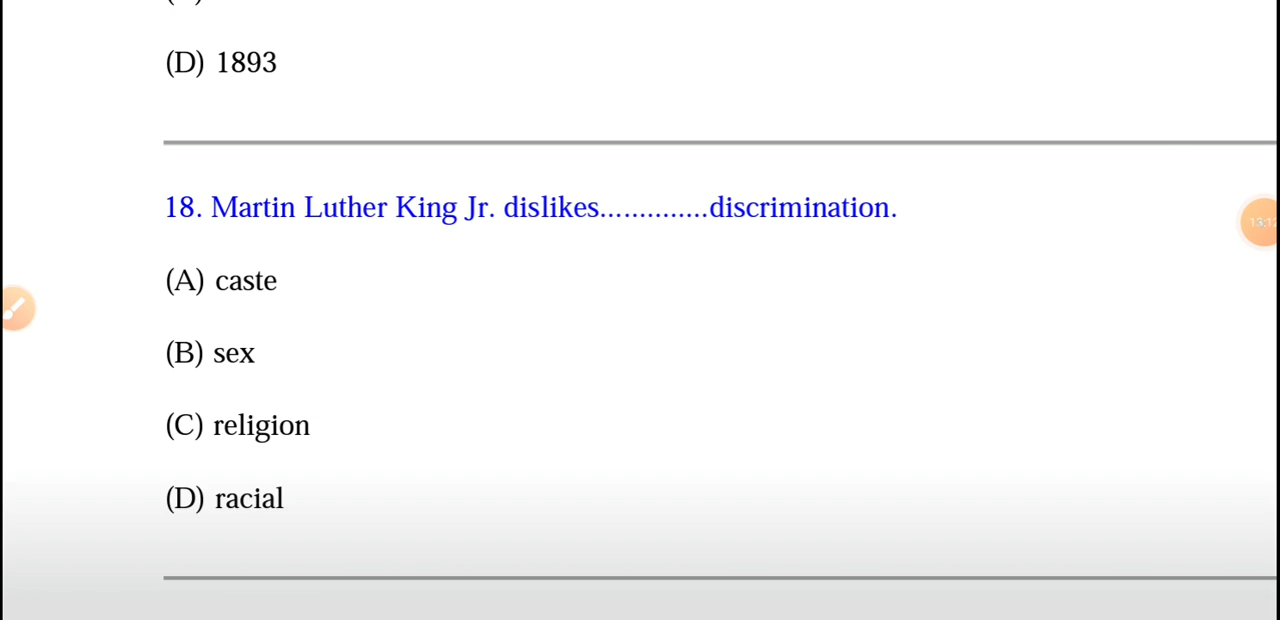 (D) 1893
18. Martin Luther King Jr. dislikes..............discrimination.
(A) caste
(B) sex
(C) religion
(D) racial